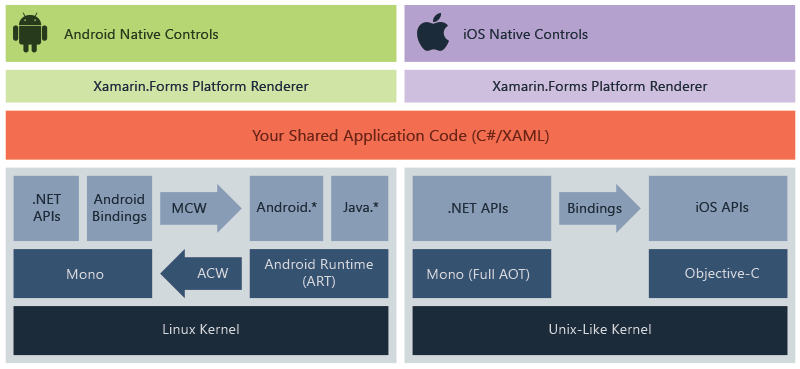 Android Native Controls
iOS Native Controls
Xamarin.Forms Platform Renderer
Xamarin.Forms Platform Renderer
Your Shared Application Code (C#/XAML)
.NET
APIs
Android
Bindings
MCW
Android.*
Java.*
.NET APIs
Bindings
iOS APIs
Mono
ACW
Android Runtime
(ART)
Mono (Full AOT)
Objective-C
Linux Kernel
Unix-Like Kernel